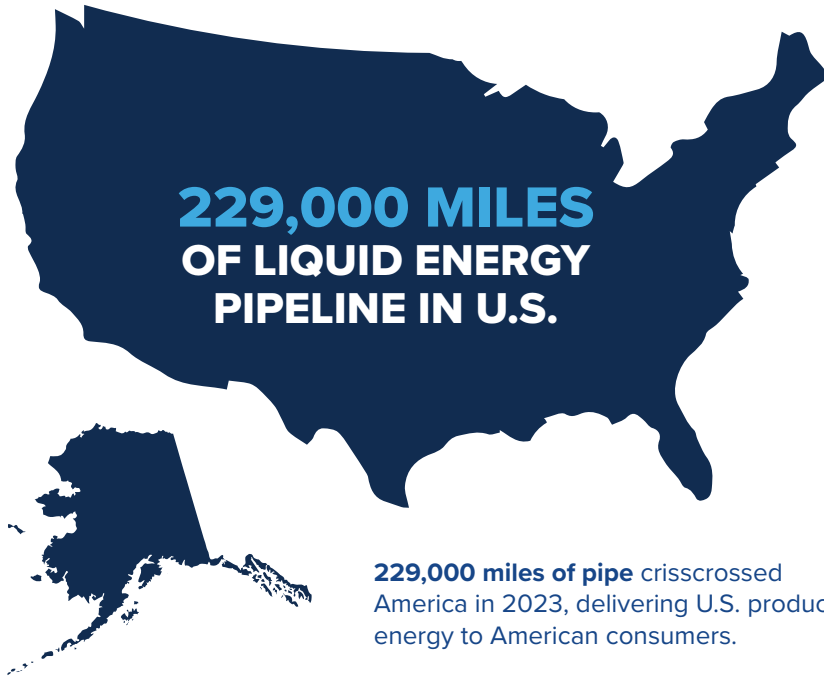 229,000 MILES
OF LIQUID ENERGY
PIPELINE IN U.S.
229,000 miles of pipe crisscrossed
America in 2023, delivering U.S.
energy to American consumers.